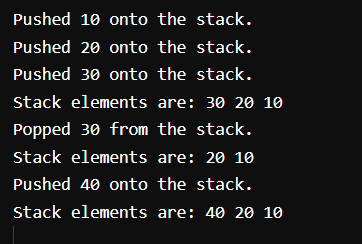 Pushed 10 onto the stack.
Pushed 20 onto the stack.
Pushed 30 onto the stack.
Stack elements are: 30 20 10
Popped 30 from the stack.
Stack elements are: 20 10
Pushed 40 onto the stack.
Stack elements are: 40 20 10